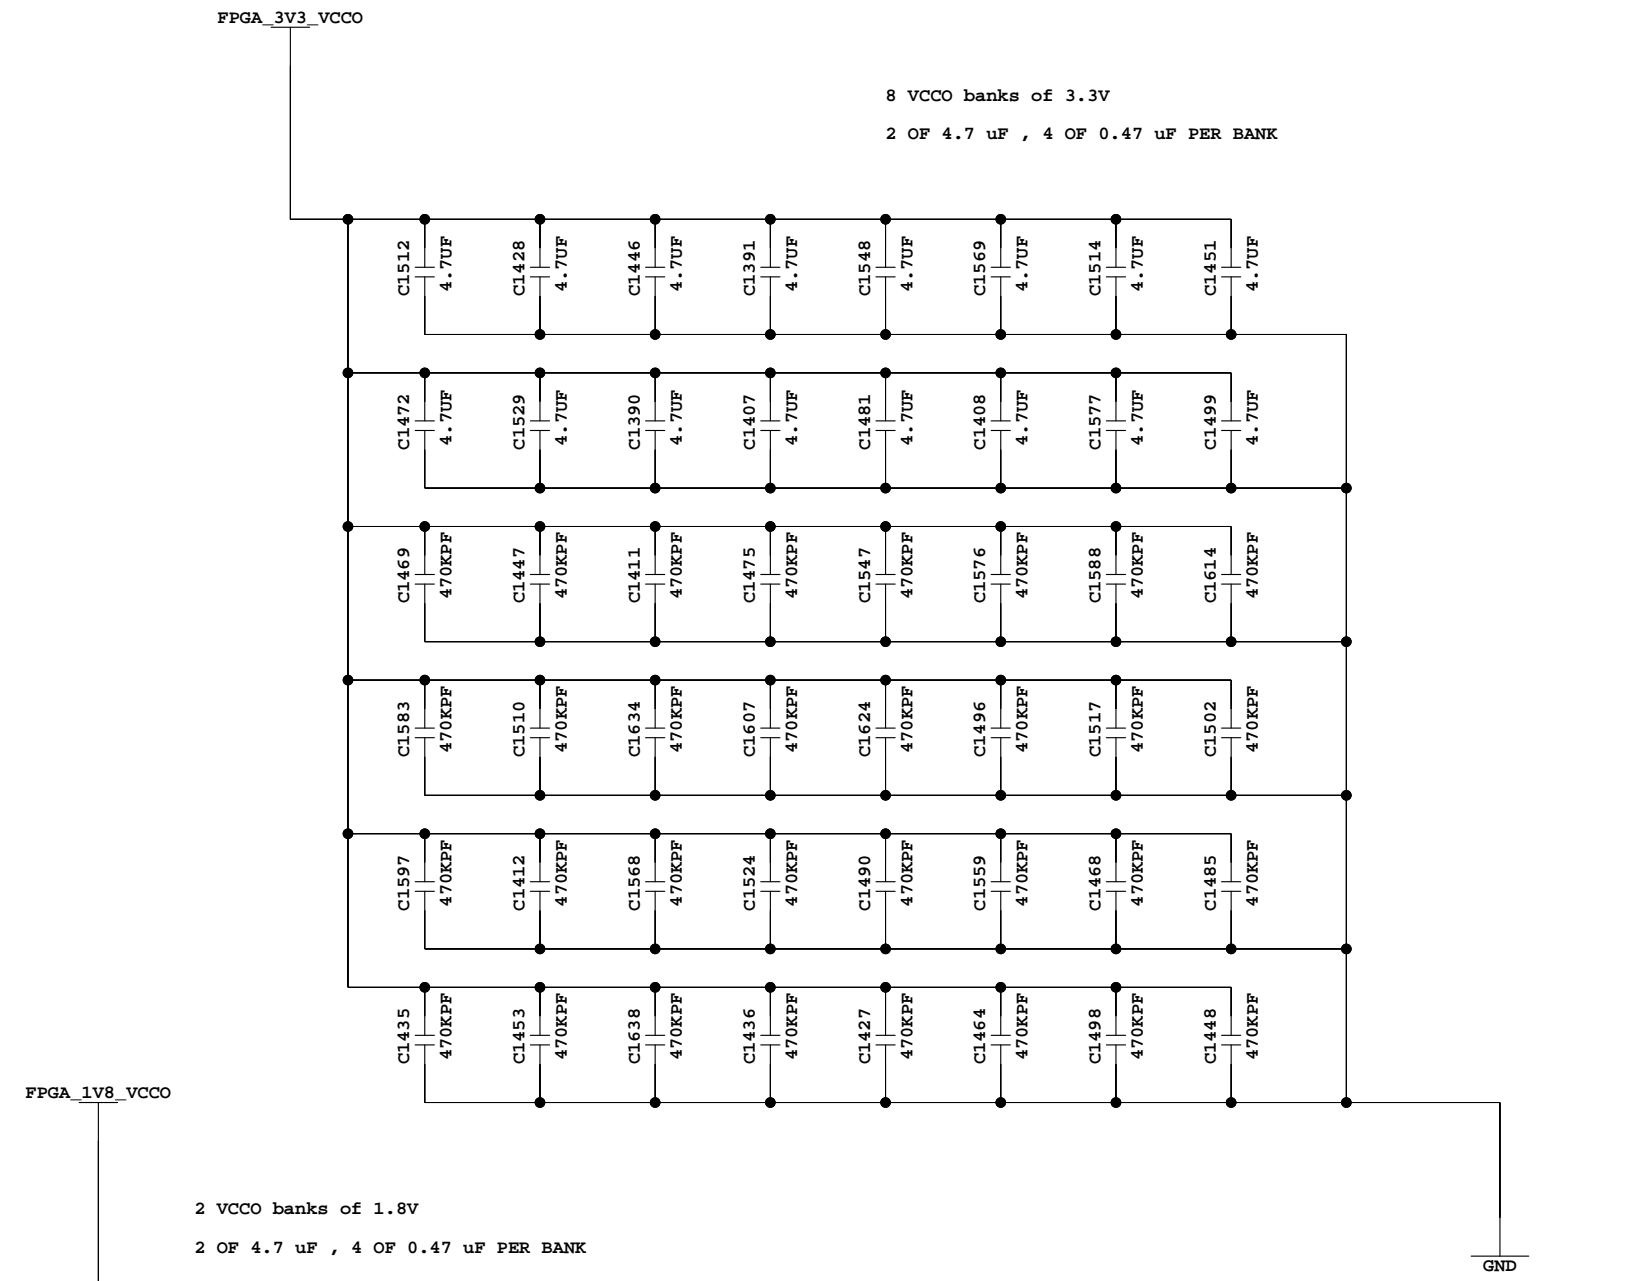 FPGA_3V3_VCCO
8 VCCO banks of 3.3V
2 OF 4.7 uF , 4 OF 0.47 uF PER BANK
C1512 4.7UF C1428 4.7UF C1446 4.7UF C1391 4.7UF C1548 4.7UF C1569 4.7UF C1514 4.7UF C1451 4.7UF
C1472 4.7UF C1529 4.7UF C1390 4.7UF C1407 4.7UF C1481 4.7UF C1408 4.7UF C1577 4.7UF C1499 4.7UF
C1469 470KPF C1447 470KPF C1411 470KPF C1475 470KPF C1547 470KPF C1576 470KPF C1588 470KPF C1614 470KPF
C1583 470KPF C1510 470KPF C1634 470KPF C1607 470KPF C1624 470KPF C1496 470KPF C1517 470KPF C1502 470KPF
C1597 470KPF C1412 470KPF C1568 470KPF C1524 470KPF C1490 470KPF C1559 470KPF C1468 470KPF C1485 470KPF
C1435 470KPF C1453 470KPF C1638 470KPF C1436 470KPF C1427 470KPF C1464 470KPF C1498 470KPF C1448 470KPF
FPGA_1V8_VCCO
2 VCCO banks of 1.8V
2 OF 4.7 uF , 4 OF 0.47 uF PER BANK
GND